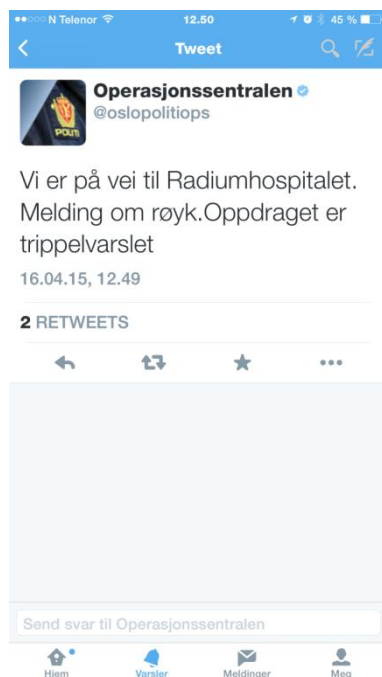 N Telenor 12.50 45 %
Tweet
Operasjonssentralen
@oslopolitiops
POLITI
Vi er på vei til Radiumhospitalet.
Melding om røyk.Oppdraget er
trippelvarslet
16.04.15, 12.49
2 RETWEETS
Send svar til Operasjonssentralen
Hjem Varsler Meldinger Meg